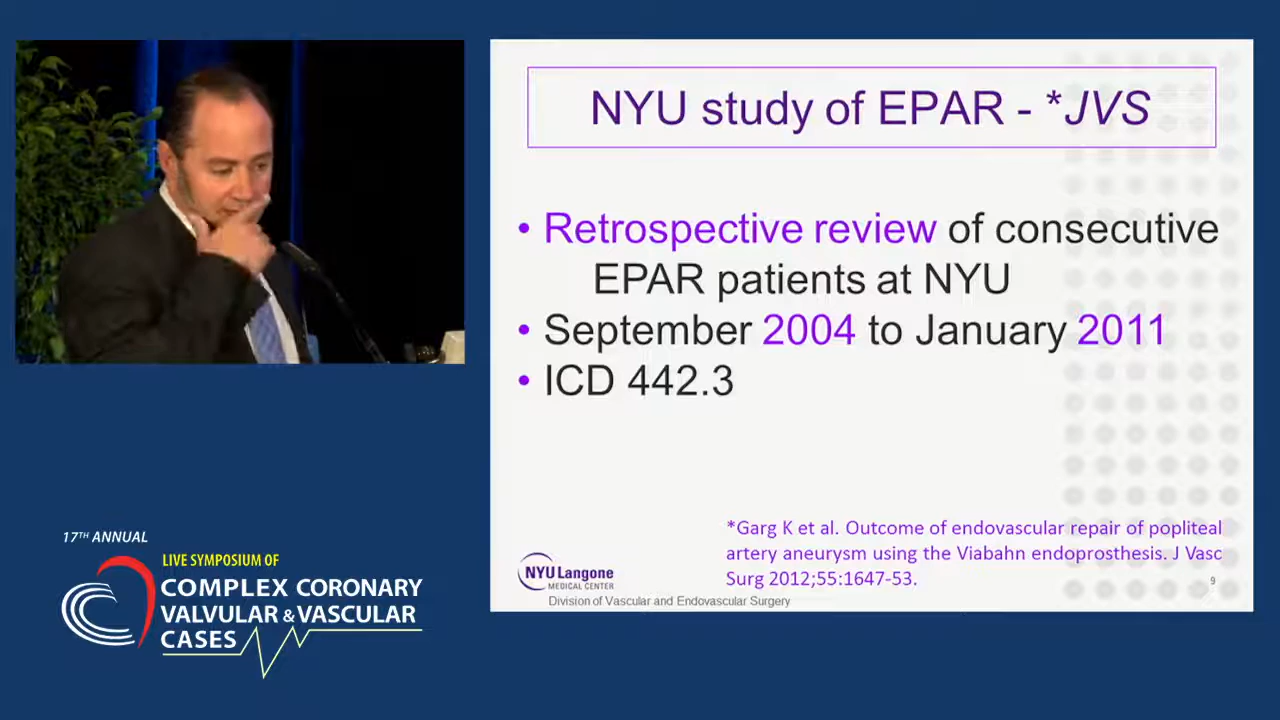 NYU study of EPAR - *JVS
• Retrospective review of consecutive
EPAR patients at NYU
• September 2004 to January 2011
• ICD 442.3
*Garg K et al. Outcome of endovascular repair of popliteal
artery aneurysm using the Viabahn endoprosthesis. J Vasc
Surg 2012;55:1647-53.
NYU Langone
MEDICAL CENTER
Division of Vascular and Endovascular Surgery
9
17TH ANNUAL
LIVE SYMPOSIUM OF
COMPLEX CORONARY
VALVULAR & VASCULAR
CASES